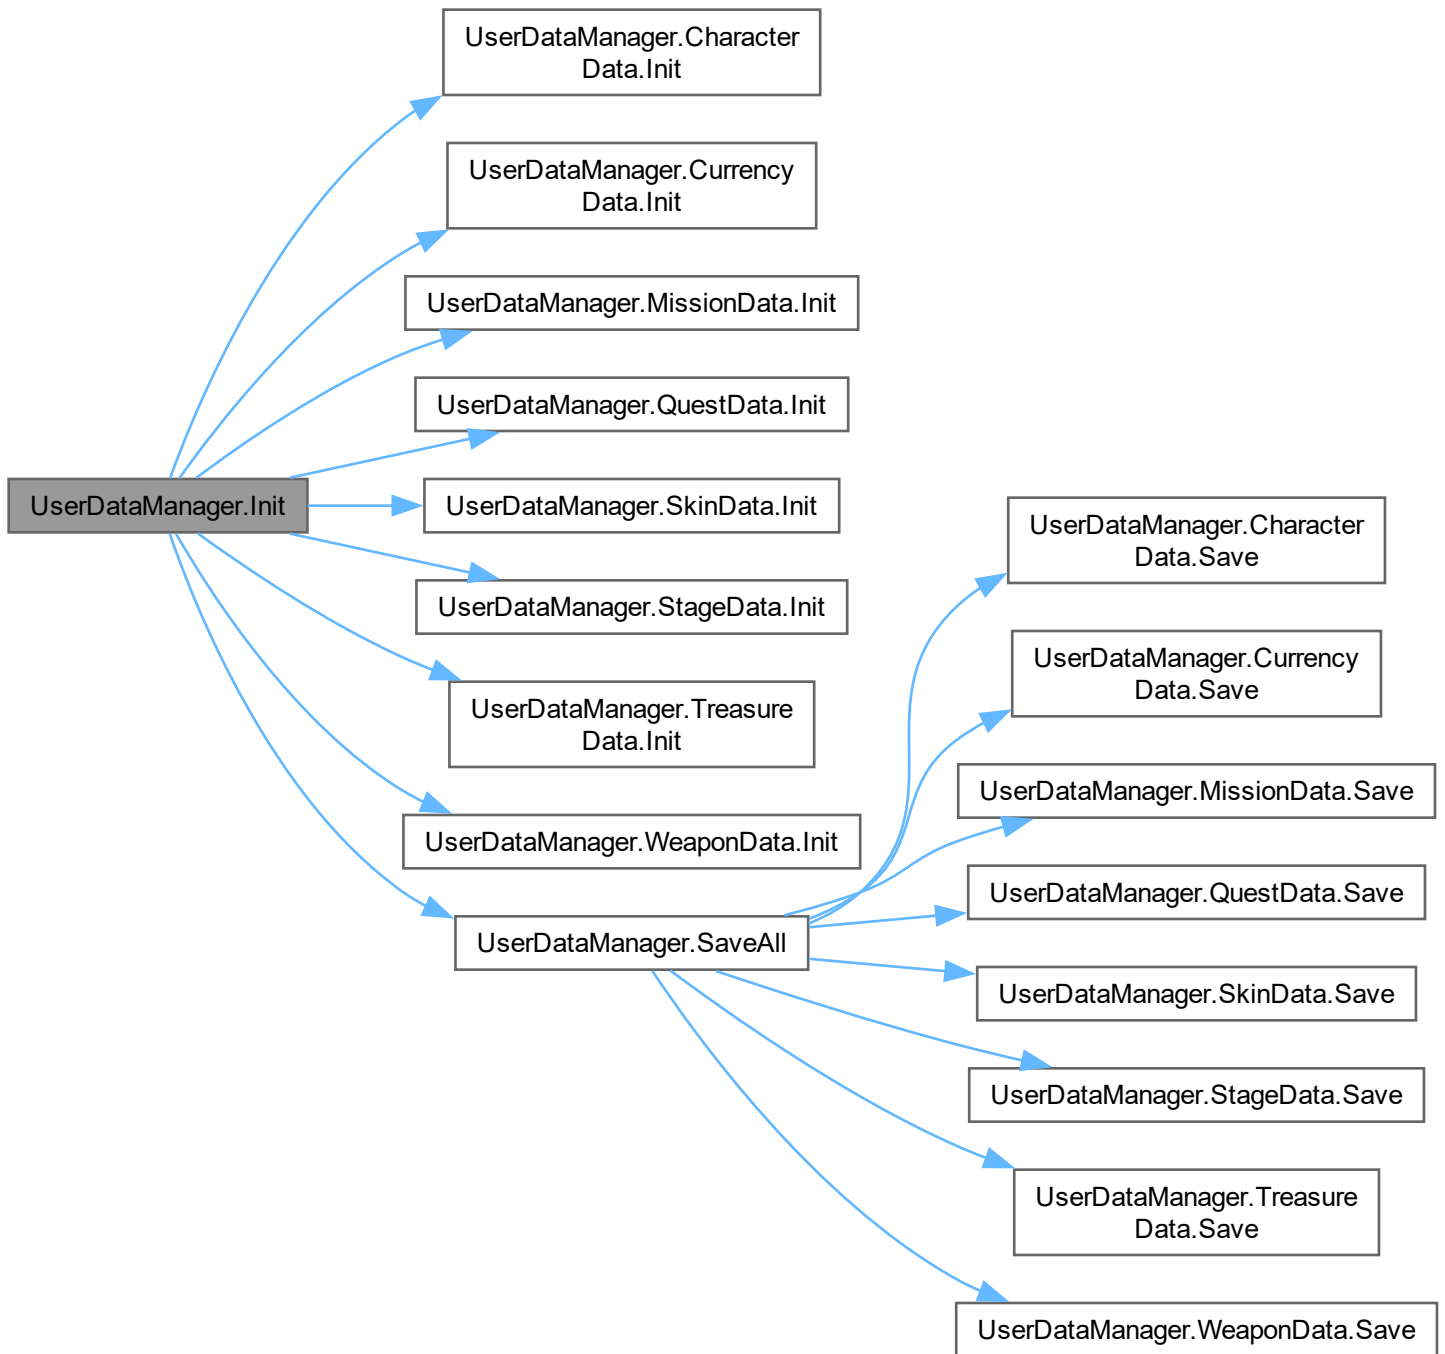 UserDataManager.Character
Data.Init
UserDataManager.Currency
Data.Init
UserDataManager.MissionData.Init
UserDataManager.QuestData.Init
UserDataManager.Init
UserDataManager.SkinData.Init
UserDataManager.StageData.Init
UserDataManager.Treasure
Data.Init
UserDataManager.WeaponData.Init
UserDataManager.SaveAll
UserDataManager.Character
Data.Save
UserDataManager.Currency
Data.Save
UserDataManager.MissionData.Save
UserDataManager.QuestData.Save
UserDataManager.SkinData.Save
UserDataManager.StageData.Save
UserDataManager.Treasure
Data.Save
UserDataManager.WeaponData.Save